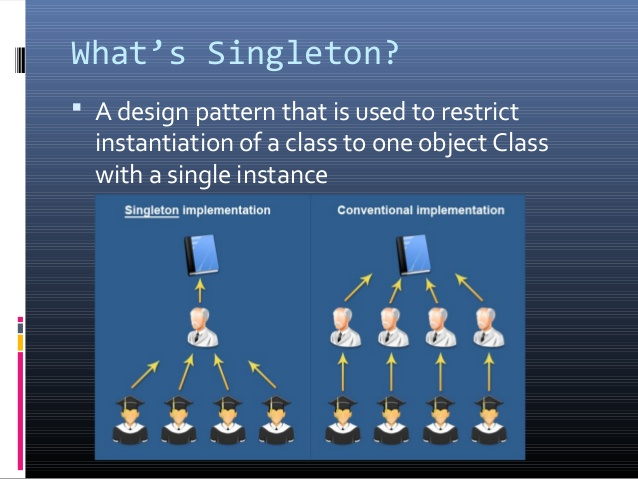 What’s Singleton?
A design pattern that is used to restrict
instantiation of a class to one object Class
with a single instance
Singleton implementation
Conventional implementation